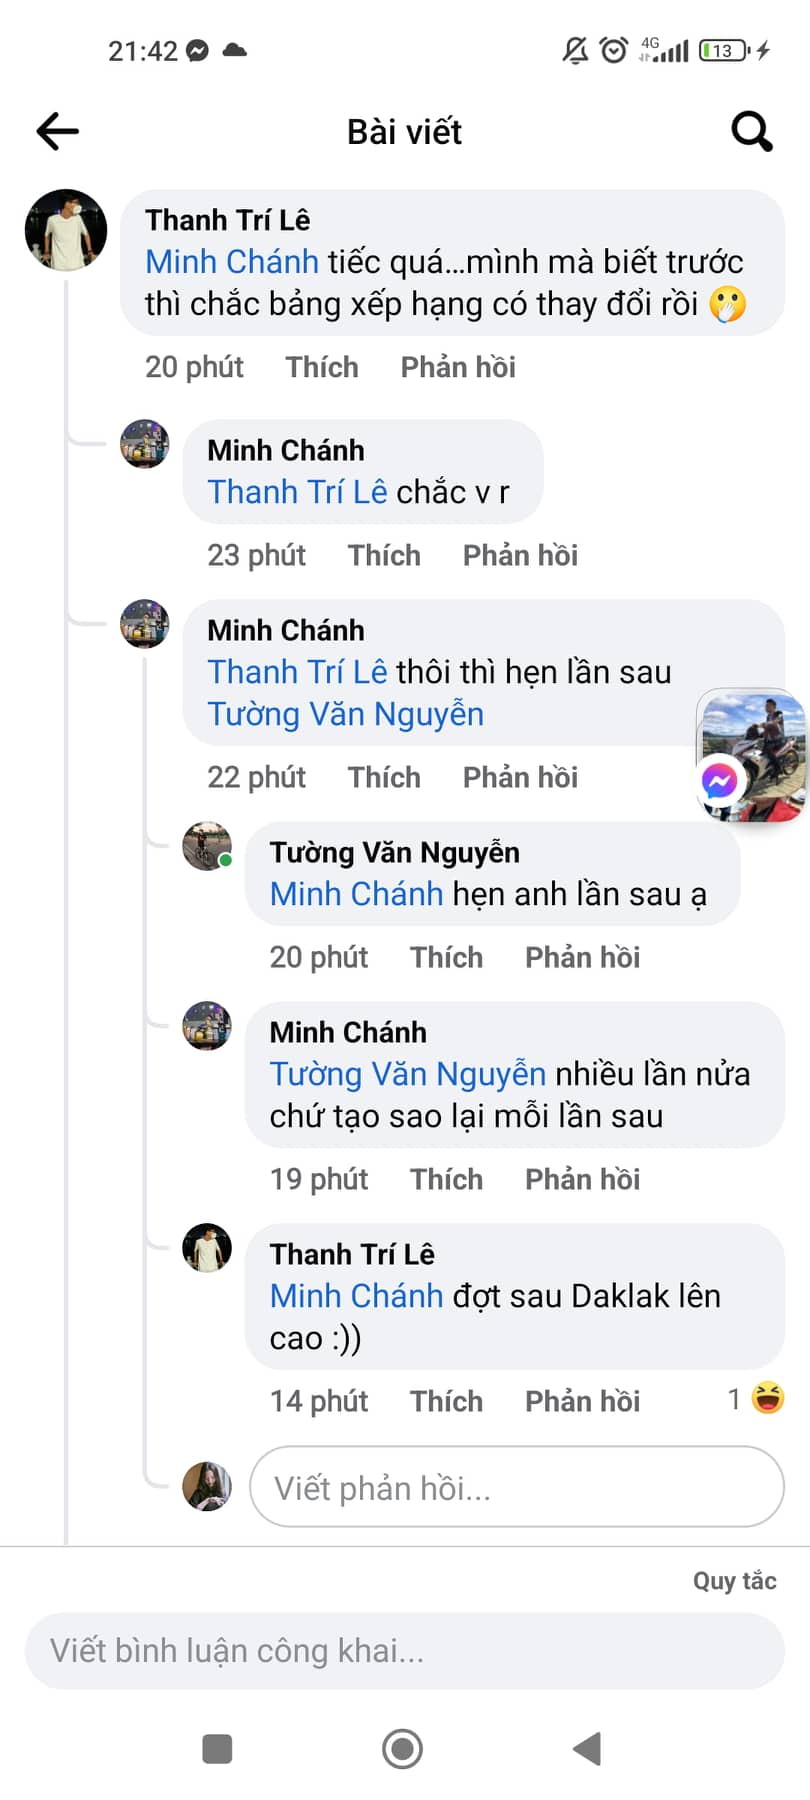 21:42
4G
13
Bài viết
Thanh Trí Lê
Minh Chánh tiếc quá...mình mà biết trước
thì chắc bảng xếp hạng có thay đổi rồi 🫢
20 phút Thích Phản hồi
Minh Chánh
Thanh Trí Lê chắc v r
23 phút Thích Phản hồi
Minh Chánh
Thanh Trí Lê thôi thì hẹn lần sau
Tường Văn Nguyễn
22 phút Thích Phản hồi
Tường Văn Nguyễn
Minh Chánh hẹn anh lần sau ạ
20 phút Thích Phản hồi
Minh Chánh
Tường Văn Nguyễn nhiều lần nửa
chứ tạo sao lại mỗi lần sau
19 phút Thích Phản hồi
Thanh Trí Lê
Minh Chánh đợt sau Daklak lên
cao :))
14 phút Thích Phản hồi 1 😆
Viết phản hồi...
Quy tắc
Viết bình luận công khai...